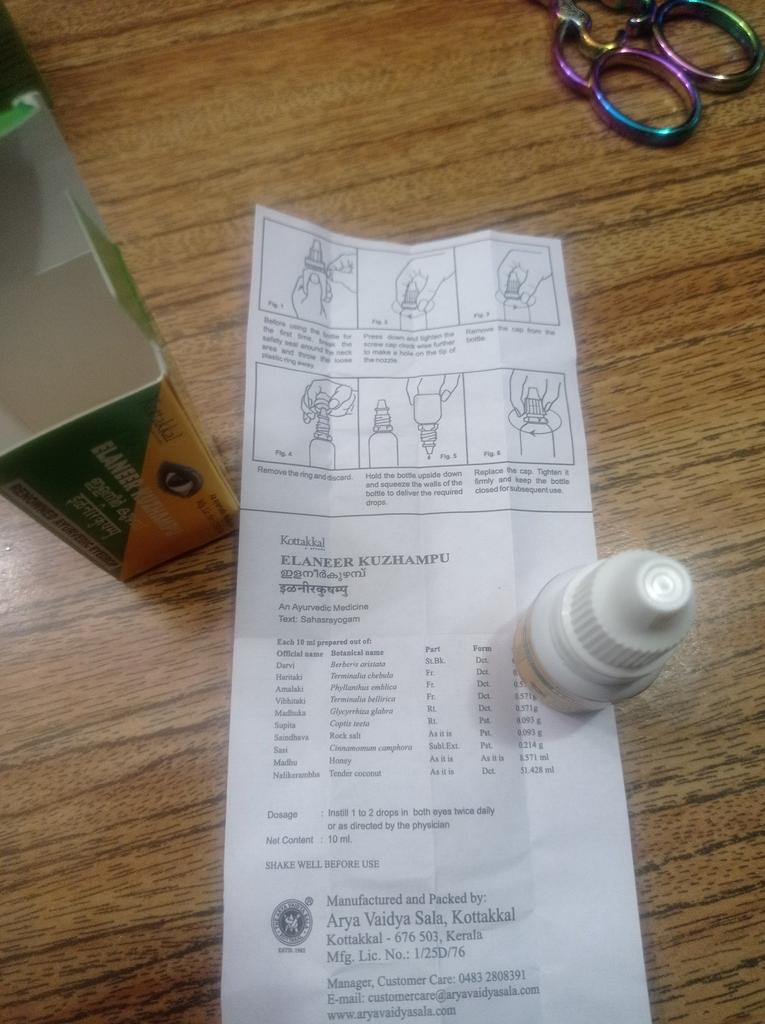 Fig. 1
Fig. 2
Fig. 3
Before using the bottle for
the first time, break the
safety seal around the neck
area and throw the loose
plastic ring away.
Press down and tighten the
screw cap clock wise further
to make a hole on the tip of
the nozzle.
Remove the cap from the
bottle.
Fig. 4
Fig. 5
Fig. 6
Remove the ring and discard.
Hold the bottle upside down
and squeeze the walls of the
bottle to deliver the required
drops.
Replace the cap. Tighten it
firmly and keep the bottle
closed for subsequent use.
Kottakkal
ELANEER KUZHAMPU
ഇളനീർകുഴമ്പ്
इळनीरकुषम्पु
An Ayurvedic Medicine
Text: Sahasrayogam
Each 10 ml prepared out of:
Official name Botanical name Part Form
Darvi Berberis aristata St.Bk. Dct.
Haritaki Terminalia chebula Fr. Dct.
Amalaki Phyllanthus emblica Fr. Dct.
Vibhitaki Terminalia bellirica Fr. Dct. 0.571g
Madhuka Glycyrrhiza glabra Rt. Dct. 0.571g
Supita Coptis teeta Rt. Pst. 0.093 g
Saindhava Rock salt As it is Pst. 0.093 g
Sasi Cinnamomum camphora Subl.Ext. Pst. 0.214 g
Madhu Honey As it is As it is 8.571 ml
Nalikerambha Tender coconut As it is Dct. 51.428 ml
Dosage : Instill 1 to 2 drops in both eyes twice daily
or as directed by the physician
Net Content : 10 ml.
SHAKE WELL BEFORE USE
Manufactured and Packed by:
Arya Vaidya Sala, Kottakkal
Kottakkal - 676 503, Kerala
Mfg. Lic. No.: 1/25D/76
ESTD. 1902
Manager, Customer Care: 0483 2808391
E-mail: customercare@aryavaidyasala.com
www.aryavaidyasala.com
Kottakkal
ELANEER